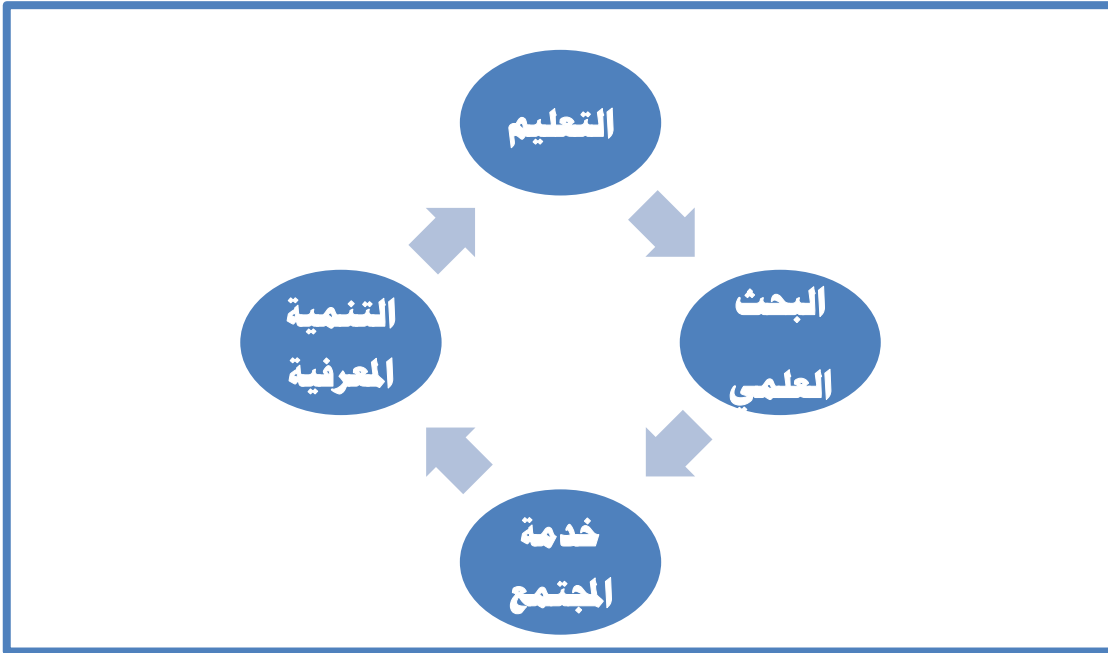 التعليم
البحث
العلمي
خدمة
المجتمع
التنمية
المعرفية